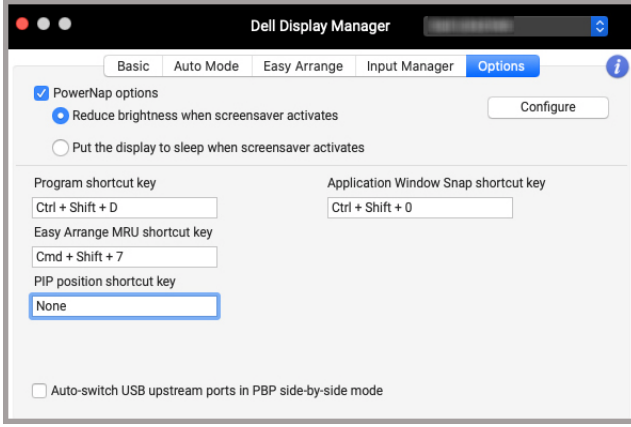 Dell Display Manager
Basic Auto Mode Easy Arrange Input Manager Options i
PowerNap options
Configure
Reduce brightness when screensaver activates
Put the display to sleep when screensaver activates
Program shortcut key
Ctrl + Shift + D
Application Window Snap shortcut key
Ctrl + Shift + 0
Easy Arrange MRU shortcut key
Cmd + Shift + 7
PIP position shortcut key
None
Auto-switch USB upstream ports in PBP side-by-side mode